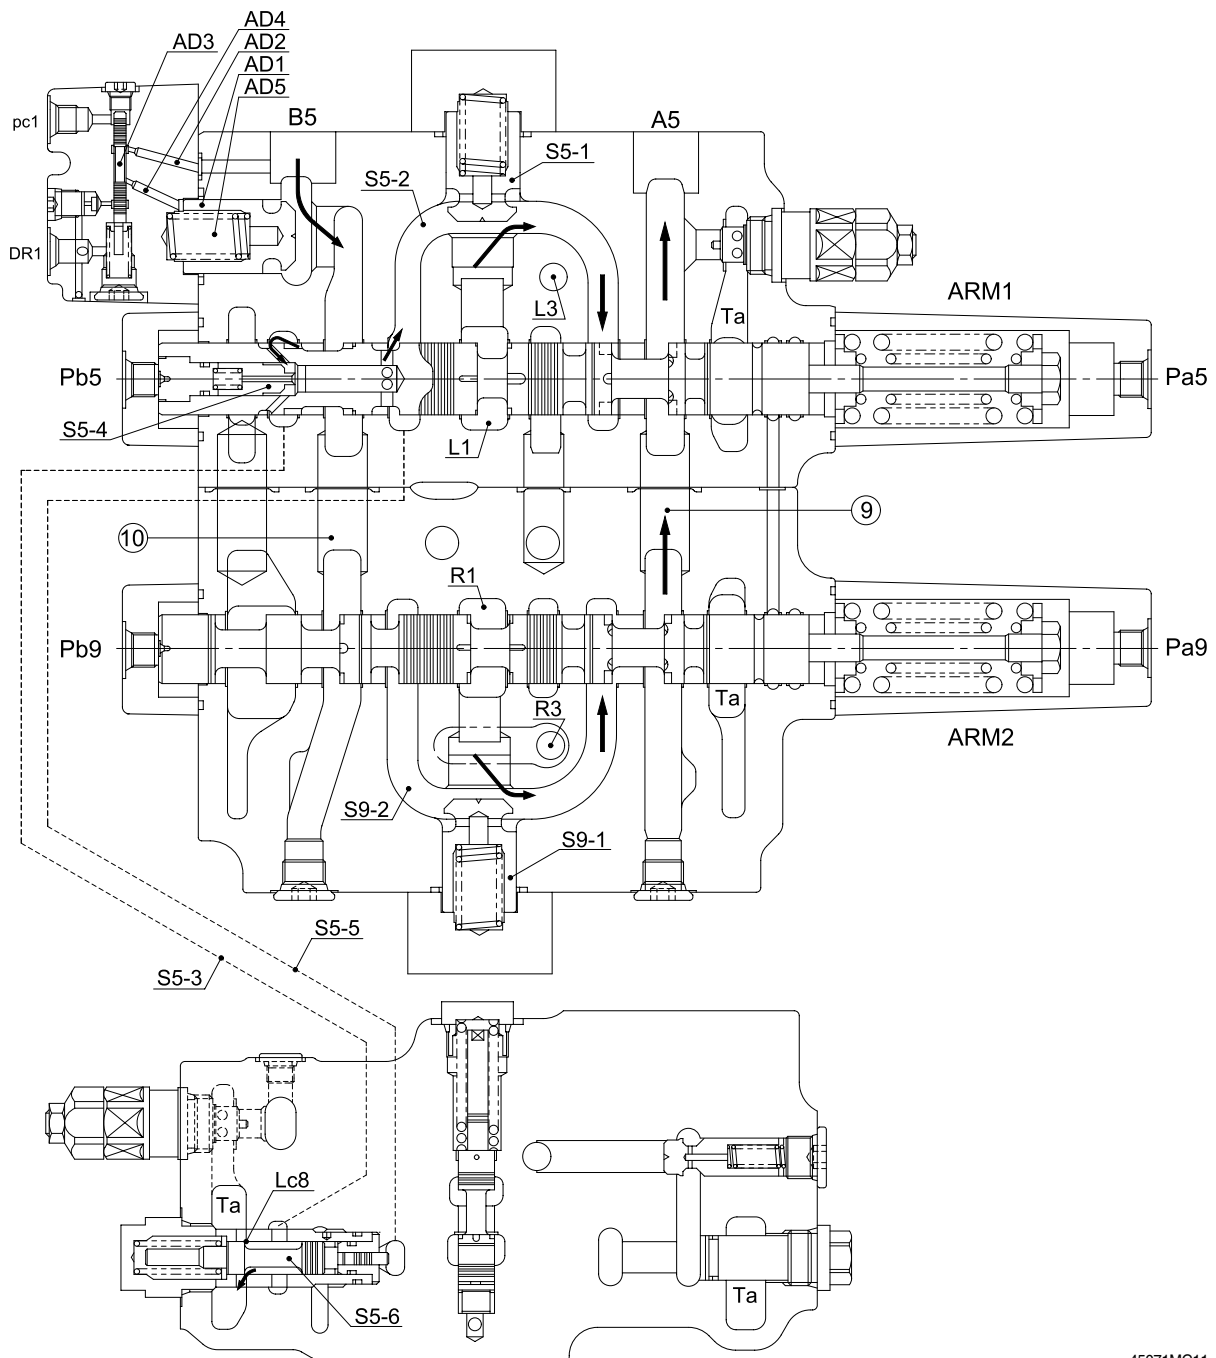 AD4
AD3
AD2
AD1
AD5
pc1
B5
A5
S5-1
S5-2
DR1
L3
Ta
ARM1
Pb5
Pa5
S5-4
L1
9
10
R1
Pb9
Pa9
R3
Ta
ARM2
S9-2
S9-1
S5-5
S5-3
Lc8
Ta
S5-6
Ta